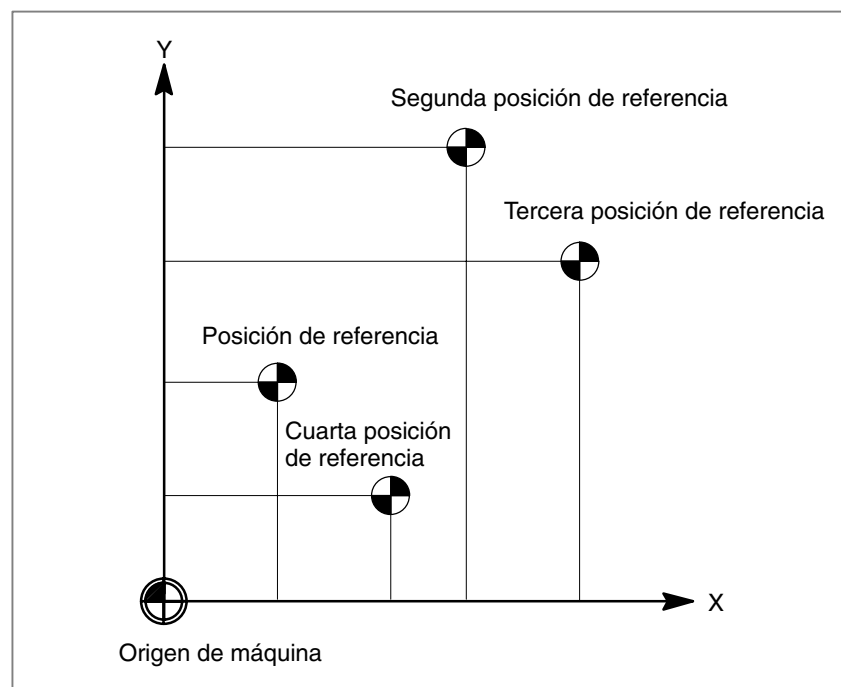 Y
Segunda posición de referencia
Tercera posición de referencia
Posición de referencia
Cuarta posición
de referencia
X
Origen de máquina